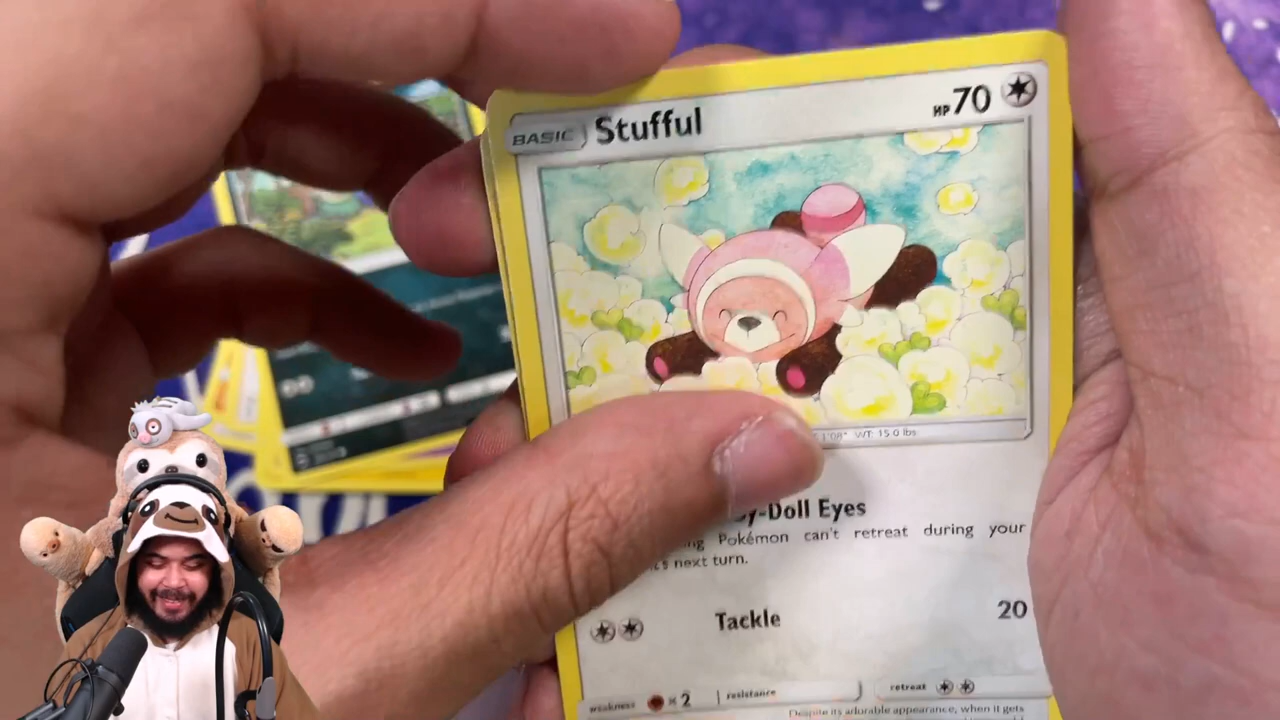 BASIC Stufful HP 70
1'08" WT: 15.0 lbs
-Doll Eyes
Pokémon can't retreat during your
next turn.
Tackle 20
weakness ×2 resistance retreat
Despite its adorable appearance, when it gets